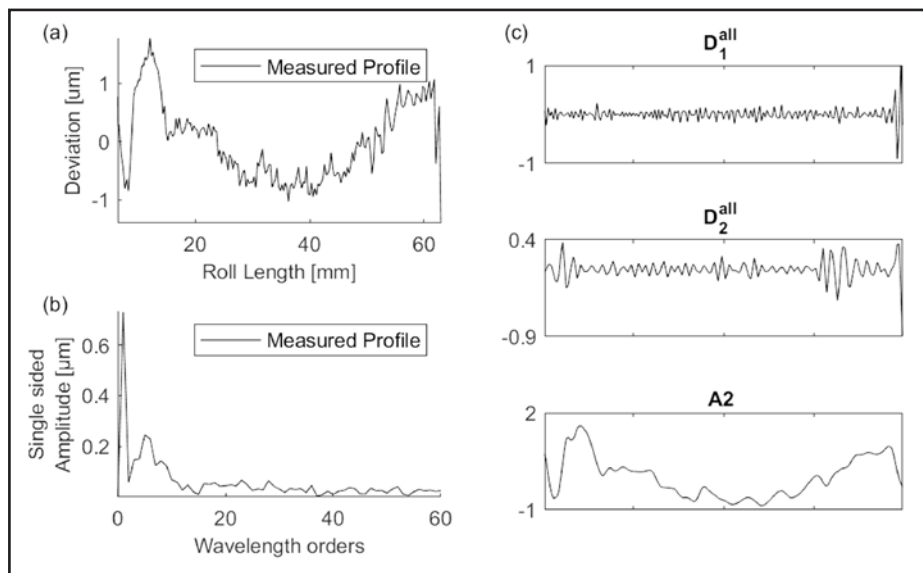 (a)
Measured Profile
Deviation [um]
1
0
-1
20
40
60
Roll Length [mm]
(b)
Measured Profile
Single sided
Amplitude [µm]
0.6
0.4
0.2
0
20
40
60
Wavelength orders
(c)
D₁ᵃˡˡ
1
-1
D₂ᵃˡˡ
0.4
-0.9
A2
2
-1